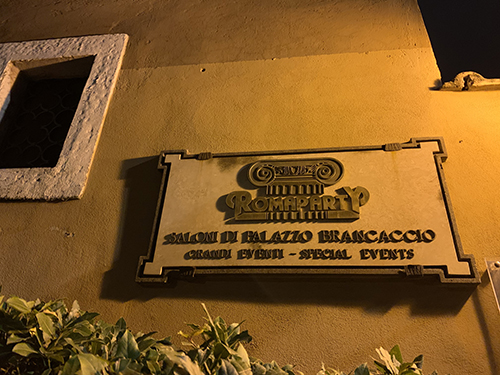 ROMAPARTY
SALONI DI PALAZZO BRANCACCIO
GRANDI EVENTI - SPECIAL EVENTS